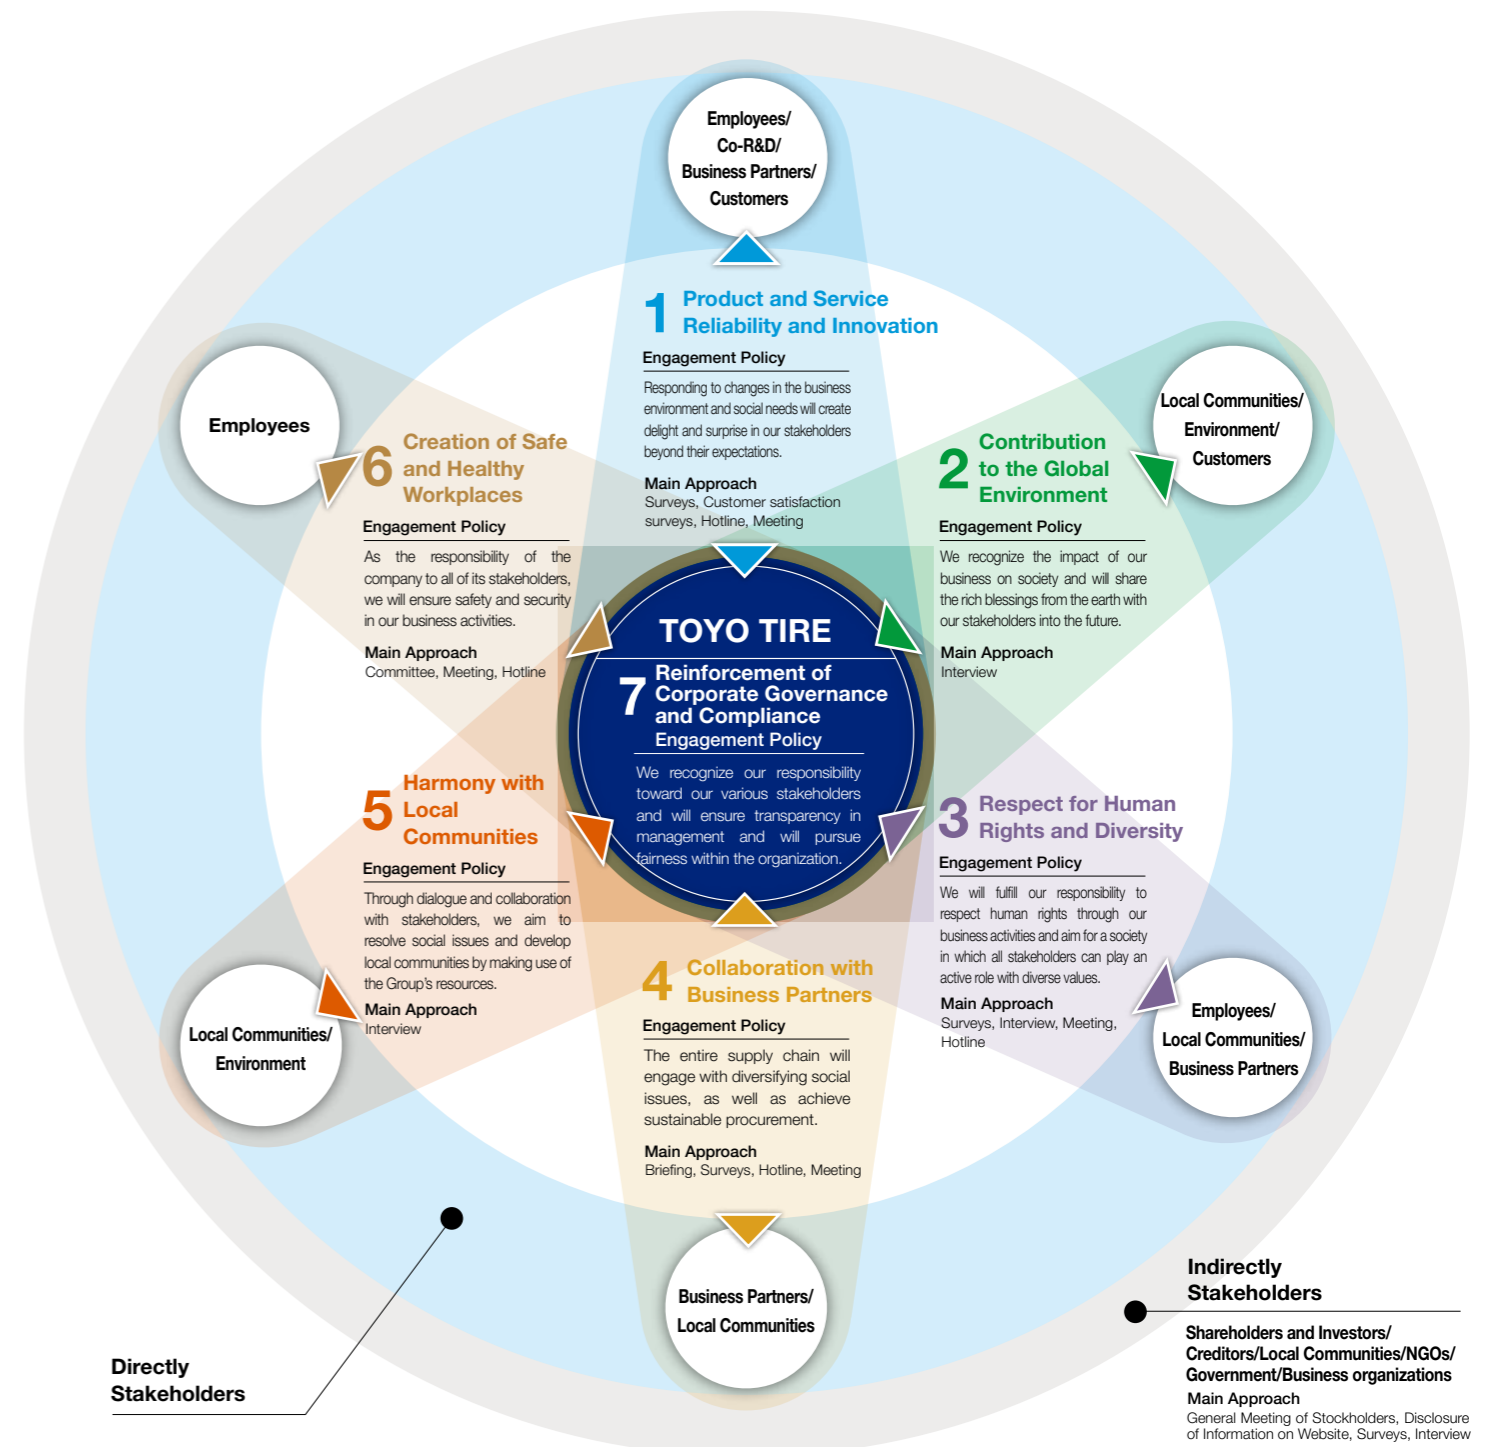 Employees/
Co-R&D/
Business Partners/
Customers
1
Product and Service
Reliability and Innovation
Engagement Policy
Responding to changes in the business
environment and social needs will create
delight and surprise in our stakeholders
beyond their expectations.
Main Approach
Surveys, Customer satisfaction
surveys, Hotline, Meeting
Local Communities/
Environment/
Customers
2
Contribution
to the Global
Environment
Engagement Policy
We recognize the impact of our
business on society and will share
the rich blessings from the earth with
our stakeholders into the future.
Main Approach
Interview
3
Respect for Human
Rights and Diversity
Engagement Policy
We will fulfill our responsibility to
respect human rights through our
business activities and aim for a society
in which all stakeholders can play an
active role with diverse values.
Main Approach
Surveys, Interview, Meeting,
Hotline
Employees/
Local Communities/
Business Partners
4
Collaboration with
Business Partners
Engagement Policy
The entire supply chain will
engage with diversifying social
issues, as well as achieve
sustainable procurement.
Main Approach
Briefing, Surveys, Hotline, Meeting
Business Partners/
Local Communities
5
Harmony with
Local
Communities
Engagement Policy
Through dialogue and collaboration
with stakeholders, we aim to
resolve social issues and develop
local communities by making use of
the Group's resources.
Main Approach
Interview
Local Communities/
Environment
Employees
6
Creation of Safe
and Healthy
Workplaces
Engagement Policy
As the responsibility of the
company to all of its stakeholders,
we will ensure safety and security
in our business activities.
Main Approach
Committee, Meeting, Hotline
TOYO TIRE
7
Reinforcement of
Corporate Governance
and Compliance
Engagement Policy
We recognize our responsibility
toward our various stakeholders
and will ensure transparency in
management and will pursue
fairness within the organization.
Directly
Stakeholders
Indirectly
Stakeholders
Shareholders and Investors/
Creditors/Local Communities/NGOs/
Government/Business organizations
Main Approach
General Meeting of Stockholders, Disclosure
of Information on Website, Surveys, Interview